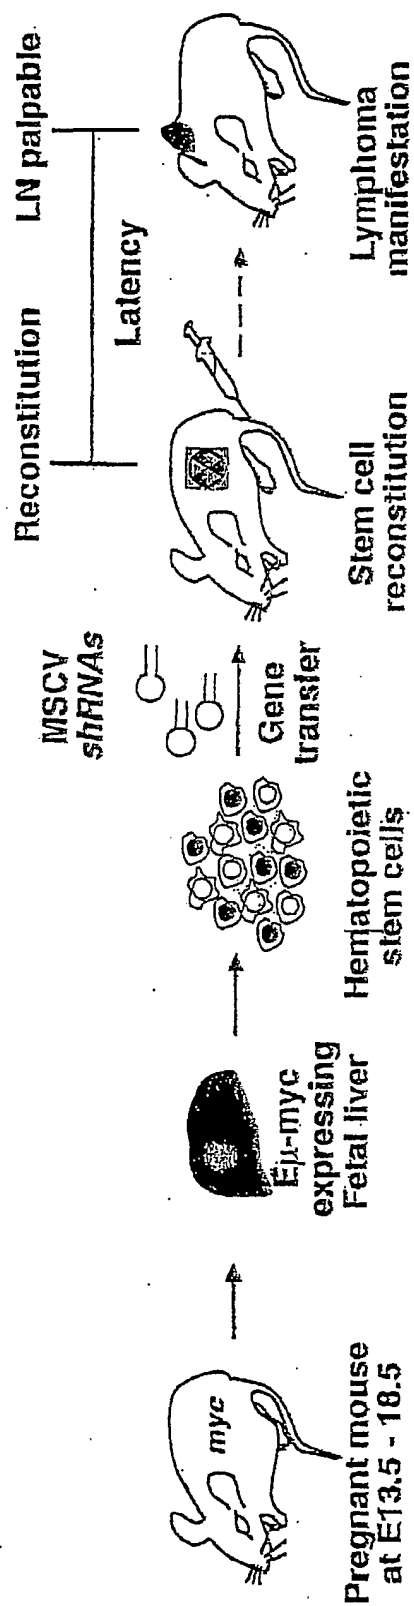 myc
Pregnant mouse
at E13.5 - 18.5
Eμ-myc
expressing
Fetal liver
Hematopoietic
stem cells
MSCV
shRNAs
Gene
transfer
Reconstitution
LN palpable
Latency
Stem cell
reconstitution
Lymphoma
manifestation